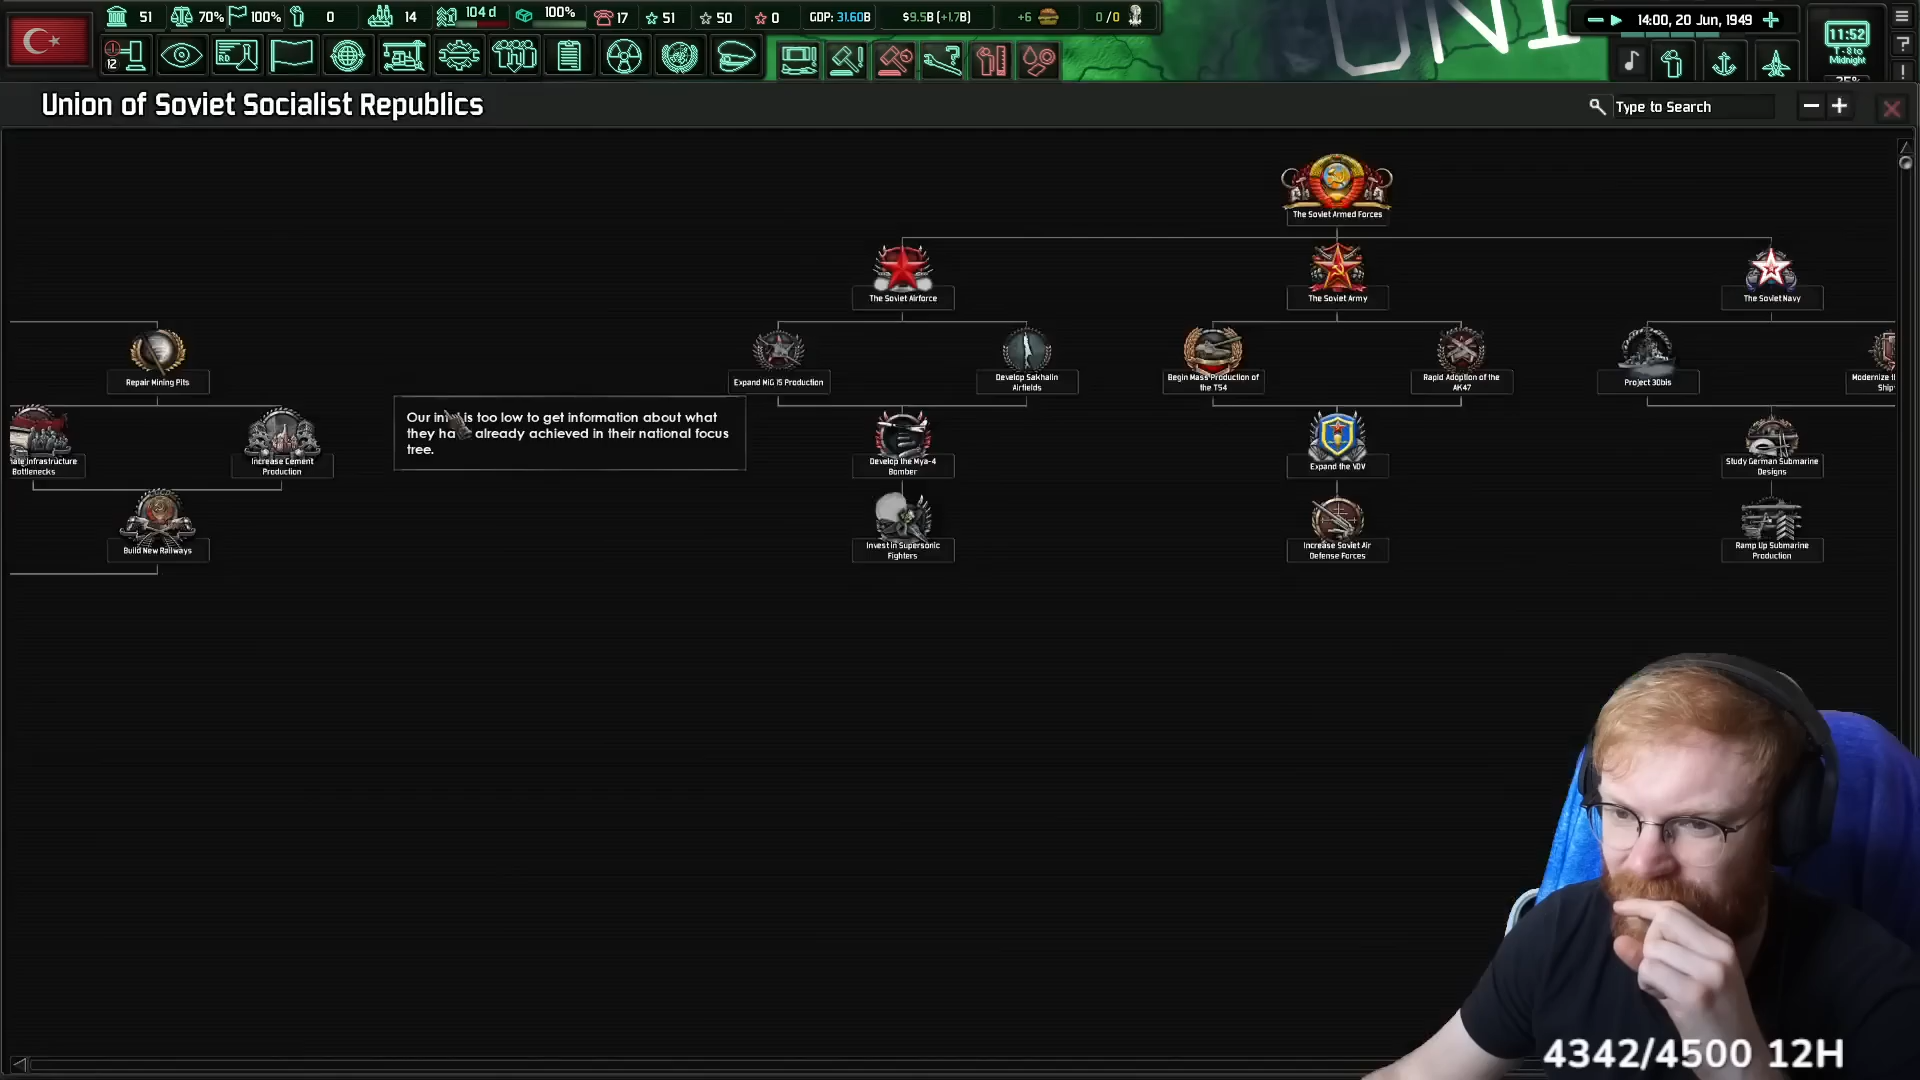 51
70%
100%
0
14
104 d
100%
17
51
50
0
GDP: 31.60B
$9.5B (+1.7B)
+6
0/0
14:00, 20 Jun, 1949
12
RD
UNI
11:52
T-8 to
Midnight
Union of Soviet Socialist Republics
Type to Search
The Soviet Armed Forces
The Soviet Airforce
The Soviet Army
The Soviet Navy
Repair Mining Pits
Expand MiG 15 Production
Develop Sakhalin
Airfields
Begin Mass Production of
the T54
Rapid Adoption of the
AK47
Project 30bis
Modernize
Ship
Our is too low to get information about what
they already achieved in their national focus
tree.
Infrastructure
Bottlenecks
Increase Cement
Production
Develop the Mya-4
Bomber
Expand the VDV
Study German Submarine
Designs
Build New Railways
Invest in Supersonic
Fighters
Increase Soviet Air
Defense Forces
Ramp Up Submarine
Production
4342/4500 12H